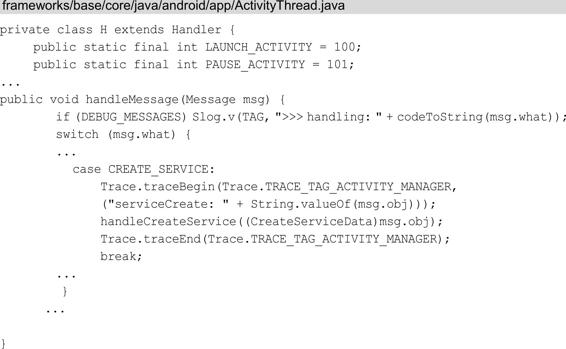 frameworks/base/core/java/android/app/ActivityThread.java
private class H extends Handler {
public static final int LAUNCH_ACTIVITY = 100;
public static final int PAUSE_ACTIVITY = 101;
...
public void handleMessage(Message msg) {
if (DEBUG_MESSAGES) Slog.v(TAG, ">>> handling: " + codeToString(msg.what));
switch (msg.what) {
...
case CREATE_SERVICE:
Trace.traceBegin(Trace.TRACE_TAG_ACTIVITY_MANAGER,
("serviceCreate: " + String.valueOf(msg.obj)));
handleCreateService((CreateServiceData)msg.obj);
Trace.traceEnd(Trace.TRACE_TAG_ACTIVITY_MANAGER);
break;
...
}
...
}